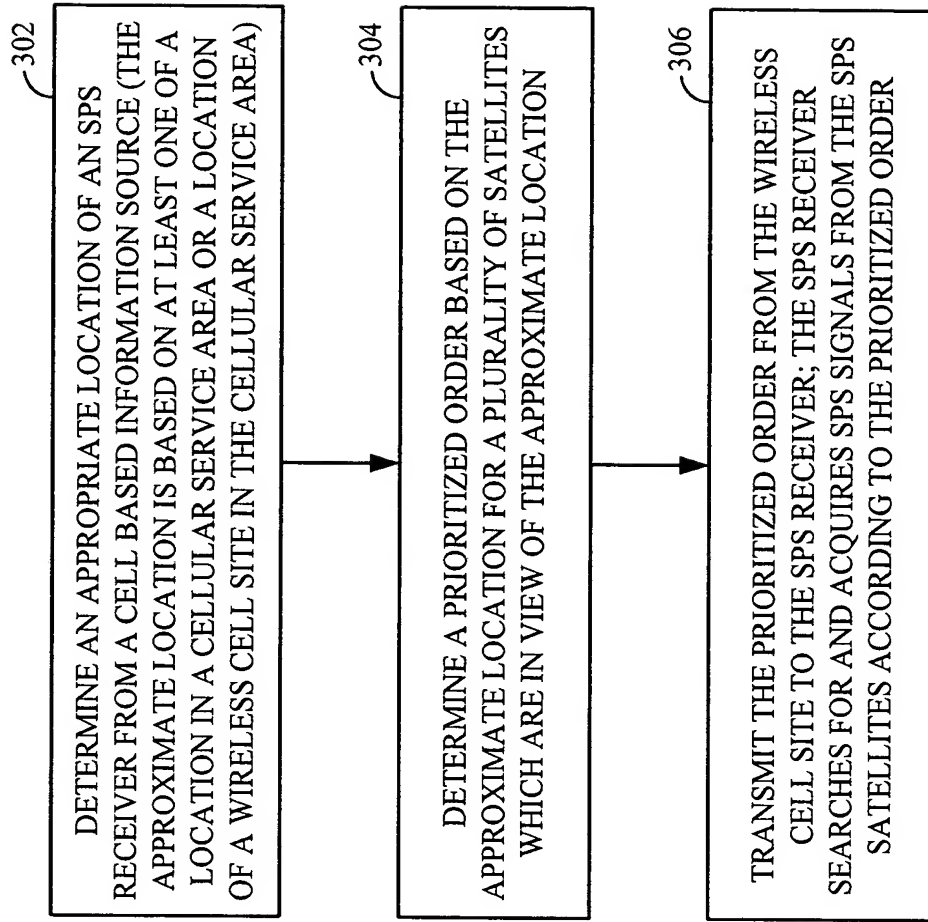 302
DETERMINE AN APPROPRIATE LOCATION OF AN SPS
RECEIVER FROM A CELL BASED INFORMATION SOURCE (THE
APPROXIMATE LOCATION IS BASED ON AT LEAST ONE OF A
LOCATION IN A CELLULAR SERVICE AREA OR A LOCATION
OF A WIRELESS CELL SITE IN THE CELLULAR SERVICE AREA)
304
DETERMINE A PRIORITIZED ORDER BASED ON THE
APPROXIMATE LOCATION FOR A PLURALITY OF SATELLITES
WHICH ARE IN VIEW OF THE APPROXIMATE LOCATION
306
TRANSMIT THE PRIORITIZED ORDER FROM THE WIRELESS
CELL SITE TO THE SPS RECEIVER; THE SPS RECEIVER
SEARCHES FOR AND ACQUIRES SPS SIGNALS FROM THE SPS
SATELLITES ACCORDING TO THE PRIORITIZED ORDER